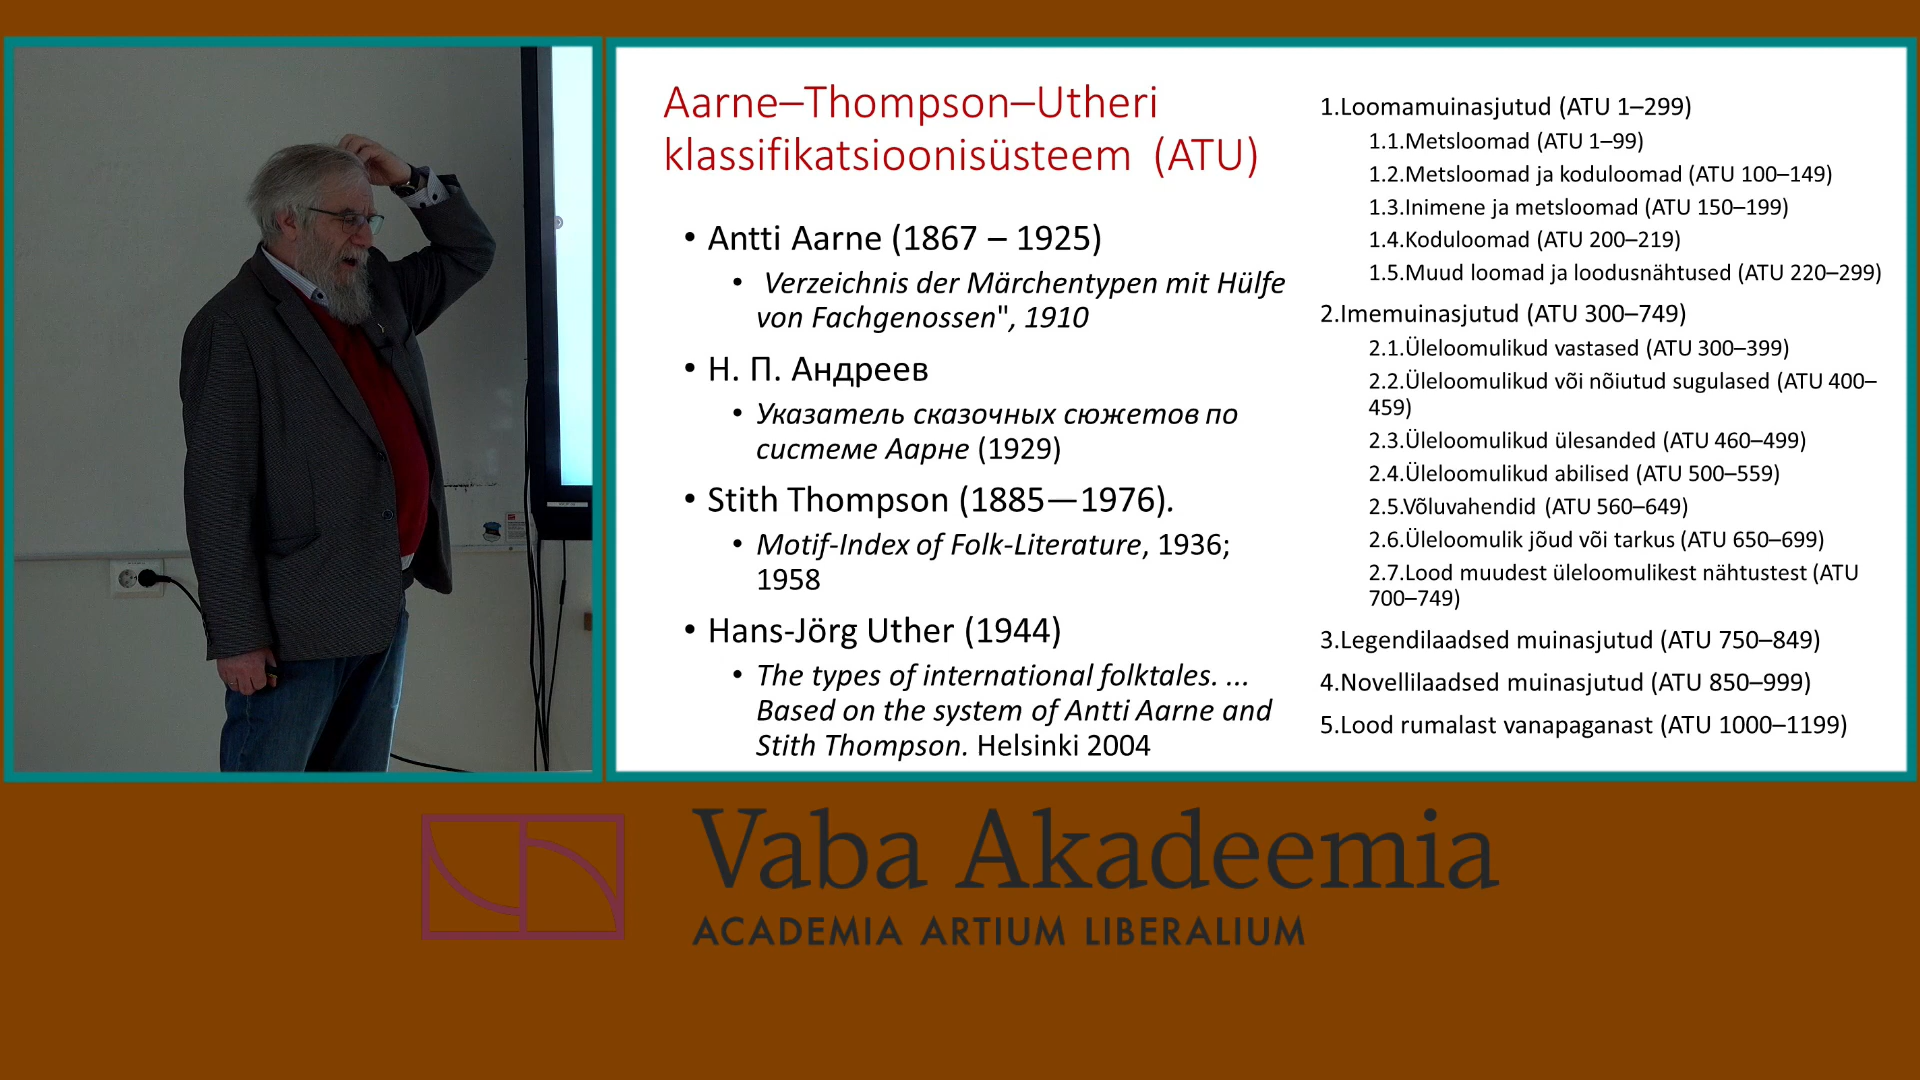 Aarne–Thompson–Utheri
klassifikatsioonisüsteem (ATU)
• Antti Aarne (1867 – 1925)
• Verzeichnis der Märchentypen mit Hülfe
von Fachgenossen", 1910
• Н. П. Андреев
• Указатель сказочных сюжетов по
системе Аарне (1929)
• Stith Thompson (1885—1976).
• Motif-Index of Folk-Literature, 1936;
1958
• Hans-Jörg Uther (1944)
• The types of international folktales. ...
Based on the system of Antti Aarne and
Stith Thompson. Helsinki 2004
1.Loomamuinasjutud (ATU 1–299)
1.1.Metsloomad (ATU 1–99)
1.2.Metsloomad ja koduloomad (ATU 100–149)
1.3.Inimene ja metsloomad (ATU 150–199)
1.4.Koduloomad (ATU 200–219)
1.5.Muud loomad ja loodusnähtused (ATU 220–299)
2.Imemuinasjutud (ATU 300–749)
2.1.Üleloomulikud vastased (ATU 300–399)
2.2.Üleloomulikud või nõiutud sugulased (ATU 400–
459)
2.3.Üleloomulikud ülesanded (ATU 460–499)
2.4.Üleloomulikud abilised (ATU 500–559)
2.5.Võluvahendid (ATU 560–649)
2.6.Üleloomulik jõud või tarkus (ATU 650–699)
2.7.Lood muudest üleloomulikest nähtustest (ATU
700–749)
3.Legendilaadsed muinasjutud (ATU 750–849)
4.Novellilaadsed muinasjutud (ATU 850–999)
5.Lood rumalast vanapaganast (ATU 1000–1199)
Vaba Akadeemia
ACADEMIA ARTIUM LIBERALIUM